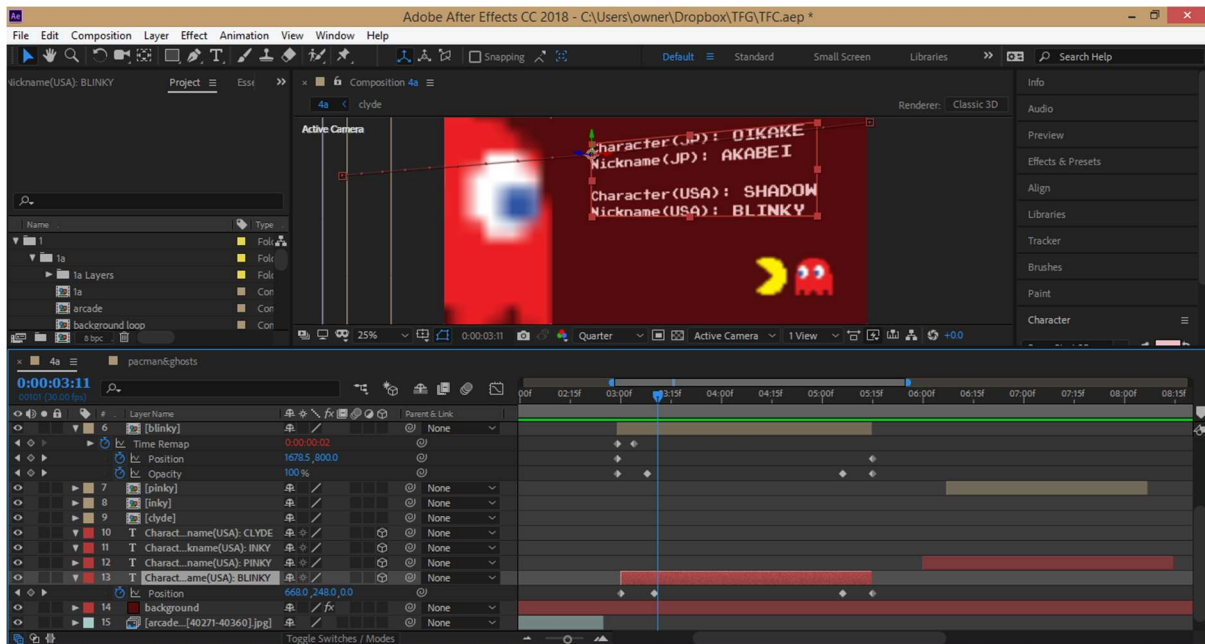 Ae Adobe After Effects CC 2018 - C:\Users\owner\Dropbox\TFG\TFC.aep *
File Edit Composition Layer Effect Animation View Window Help
Snapping Default Standard Small Screen Libraries Search Help
Nickname(USA): BLINKY Project Esse Composition 4a
4a clyde Renderer: Classic 3D
Active Camera
Character(JP): OIKAKE
Nickname(JP): AKABEI
Character(USA): SHADOW
Nickname(USA): BLINKY
Name Type
1 Fold
1a Fold
1a Layers Fold
1a Con
arcade Con
background loop Con
8 bpc
25% 0:00:03:11 Quarter Active Camera 1 View +0.0
Info
Audio
Preview
Effects & Presets
Align
Libraries
Tracker
Brushes
Paint
Character
4a pacman&ghosts
0:00:03:11
00101 (30.00 fps)
00f 02:15f 03:00f 03:15f 04:00f 04:15f 05:00f 05:15f 06:00f 06:15f 07:00f 07:15f 08:00f 08:15f
# Layer Name Parent & Link
6 [blinky] None
Time Remap 0:00:00:02
Position 1678.5,800.0
Opacity 100 %
7 [pinky] None
8 [inky] None
9 [clyde] None
10 T Charact...name(USA): CLYDE None
11 T Charact...kname(USA): INKY None
12 T Charact...name(USA): PINKY None
13 T Charact...ame(USA): BLINKY None
Position 668.0,248.0,0.0
14 background fx None
15 [arcade...[40271-40360].jpg] None
Toggle Switches / Modes